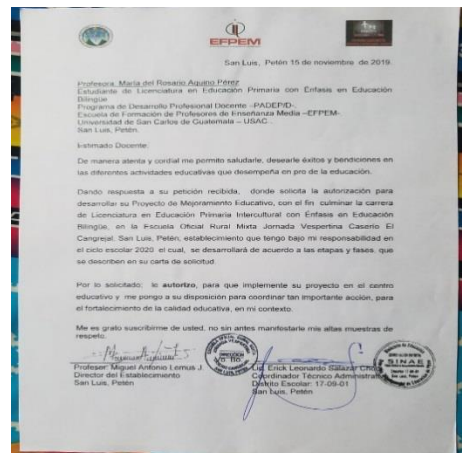 EFPEM
San Luis, Petén 15 de noviembre de 2019.
Profesora: María del Rosario Aquino Pérez
Estudiante de Licenciatura en Educación Primaria con Énfasis en Educación
Bilingüe
Programa de Desarrollo Profesional Docente –PADEP/D-,
Escuela de Formación de Profesores de Enseñanza Media –EFPEM-
Universidad de San Carlos de Guatemala – USAC-.
San Luis, Petén.
Estimado Docente:
De manera atenta y cordial me permito saludarle, desearle éxitos y bendiciones en
las diferentes actividades educativas que desempeña en pro de la educación.
Dando respuesta a su petición recibida, donde solicita la autorización para
desarrollar su Proyecto de Mejoramiento Educativo, con el fin culminar la carrera
de Licenciatura en Educación Primaria Intercultural con Énfasis en Educación
Bilingüe, en la Escuela Oficial Rural Mixta Jornada Vespertina Caserío El
Cangrejal, San Luis, Petén, establecimiento que tengo bajo mi responsabilidad en
el ciclo escolar 2020 el cual, se desarrollará de acuerdo a las etapas y fases, que
se describen en su carta de solicitud.
Por lo solicitado; lo autorizo, para que implemente su proyecto en el centro
educativo y me pongo a su disposición para coordinar tan importante acción, para
el fortalecimiento de la calidad educativa, en mi contexto.
Me es grato suscribirme de usted, no sin antes manifestarle mis altas muestras de
respeto.
Profesor: Miguel Antonio Lemus J.
Director del Establecimiento
San Luis, Petén
DIRECCION
Lic. Erick Leonardo Salazar
Coordinador Técnico Administrativo
Distrito Escolar: 17-09-01
San Luis, Petén
SINAE